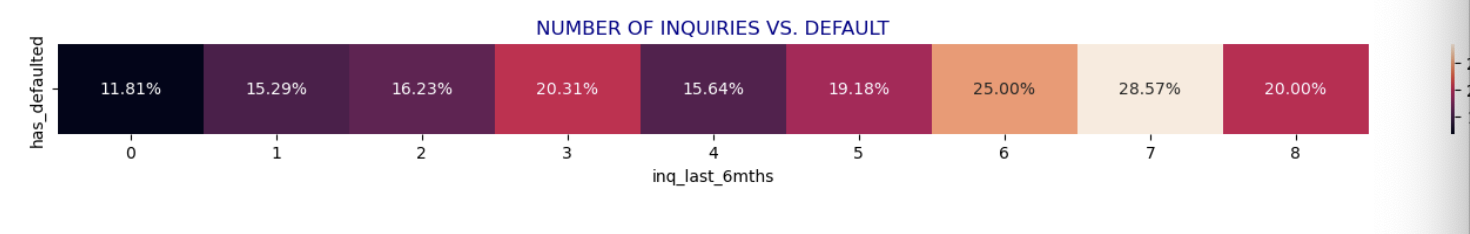 NUMBER OF INQUIRIES VS. DEFAULT
has_defaulted
11.81% 15.29% 16.23% 20.31% 15.64% 19.18% 25.00% 28.57% 20.00%
0 1 2 3 4 5 6 7 8
inq_last_6mths